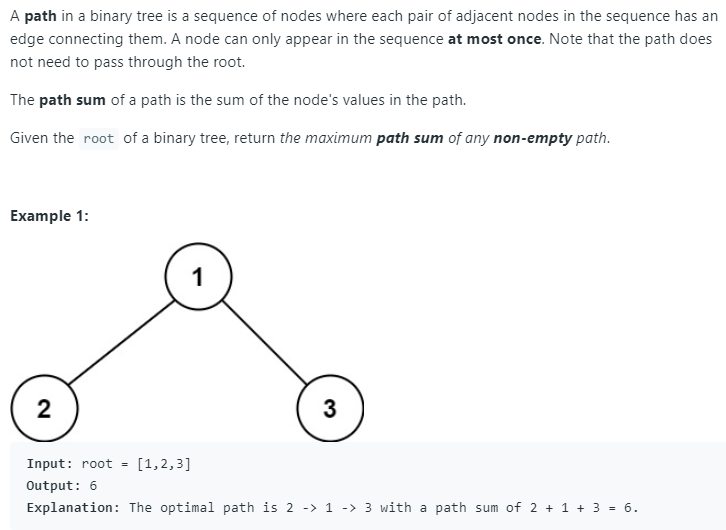 A path in a binary tree is a sequence of nodes where each pair of adjacent nodes in the sequence has an
edge connecting them. A node can only appear in the sequence at most once. Note that the path does
not need to pass through the root.
The path sum of a path is the sum of the node's values in the path.
Given the root of a binary tree, return the maximum path sum of any non-empty path.
Example 1:
1
2 3
Input: root = [1,2,3]
Output: 6
Explanation: The optimal path is 2 -> 1 -> 3 with a path sum of 2 + 1 + 3 = 6.